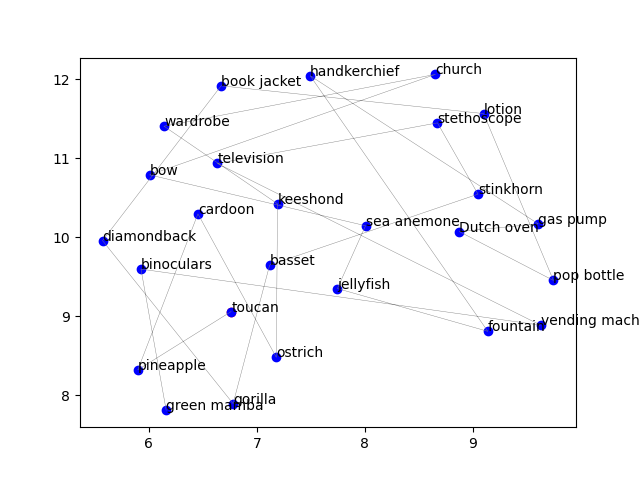 handkerchief
church
12
book jacket
lotion
stethoscope
wardrobe
11
television
bow
stinkhorn
keeshond
cardoon
sea anemone
gas pump
Dutch oven
10
diamondback
binoculars
basset
pop bottle
jellyfish
9
toucan
fountain
vending mach
ostrich
pineapple
8
gorilla
green mamba
6
7
8
9